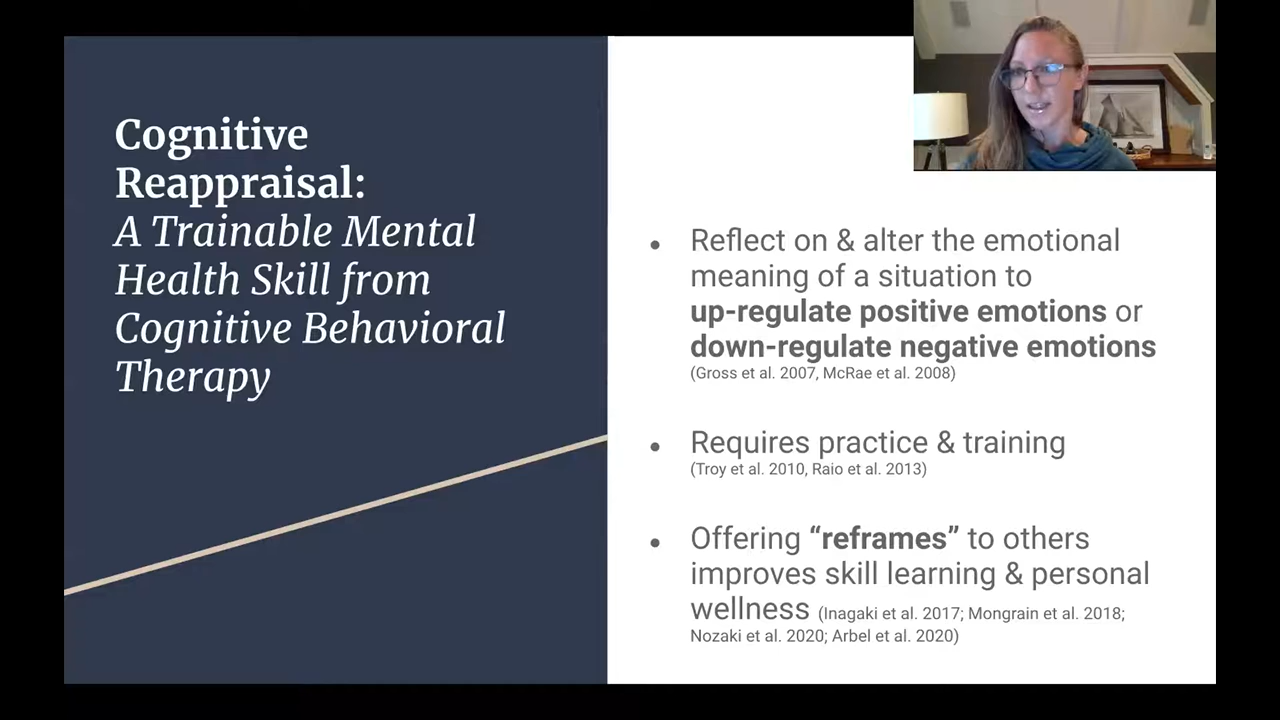 Cognitive
Reappraisal:
A Trainable Mental
Health Skill from
Cognitive Behavioral
Therapy
● Reflect on & alter the emotional
meaning of a situation to
up-regulate positive emotions or
down-regulate negative emotions
(Gross et al. 2007, McRae et al. 2008)
● Requires practice & training
(Troy et al. 2010, Raio et al. 2013)
● Offering “reframes” to others
improves skill learning & personal
wellness (Inagaki et al. 2017; Mongrain et al. 2018;
Nozaki et al. 2020; Arbel et al. 2020)